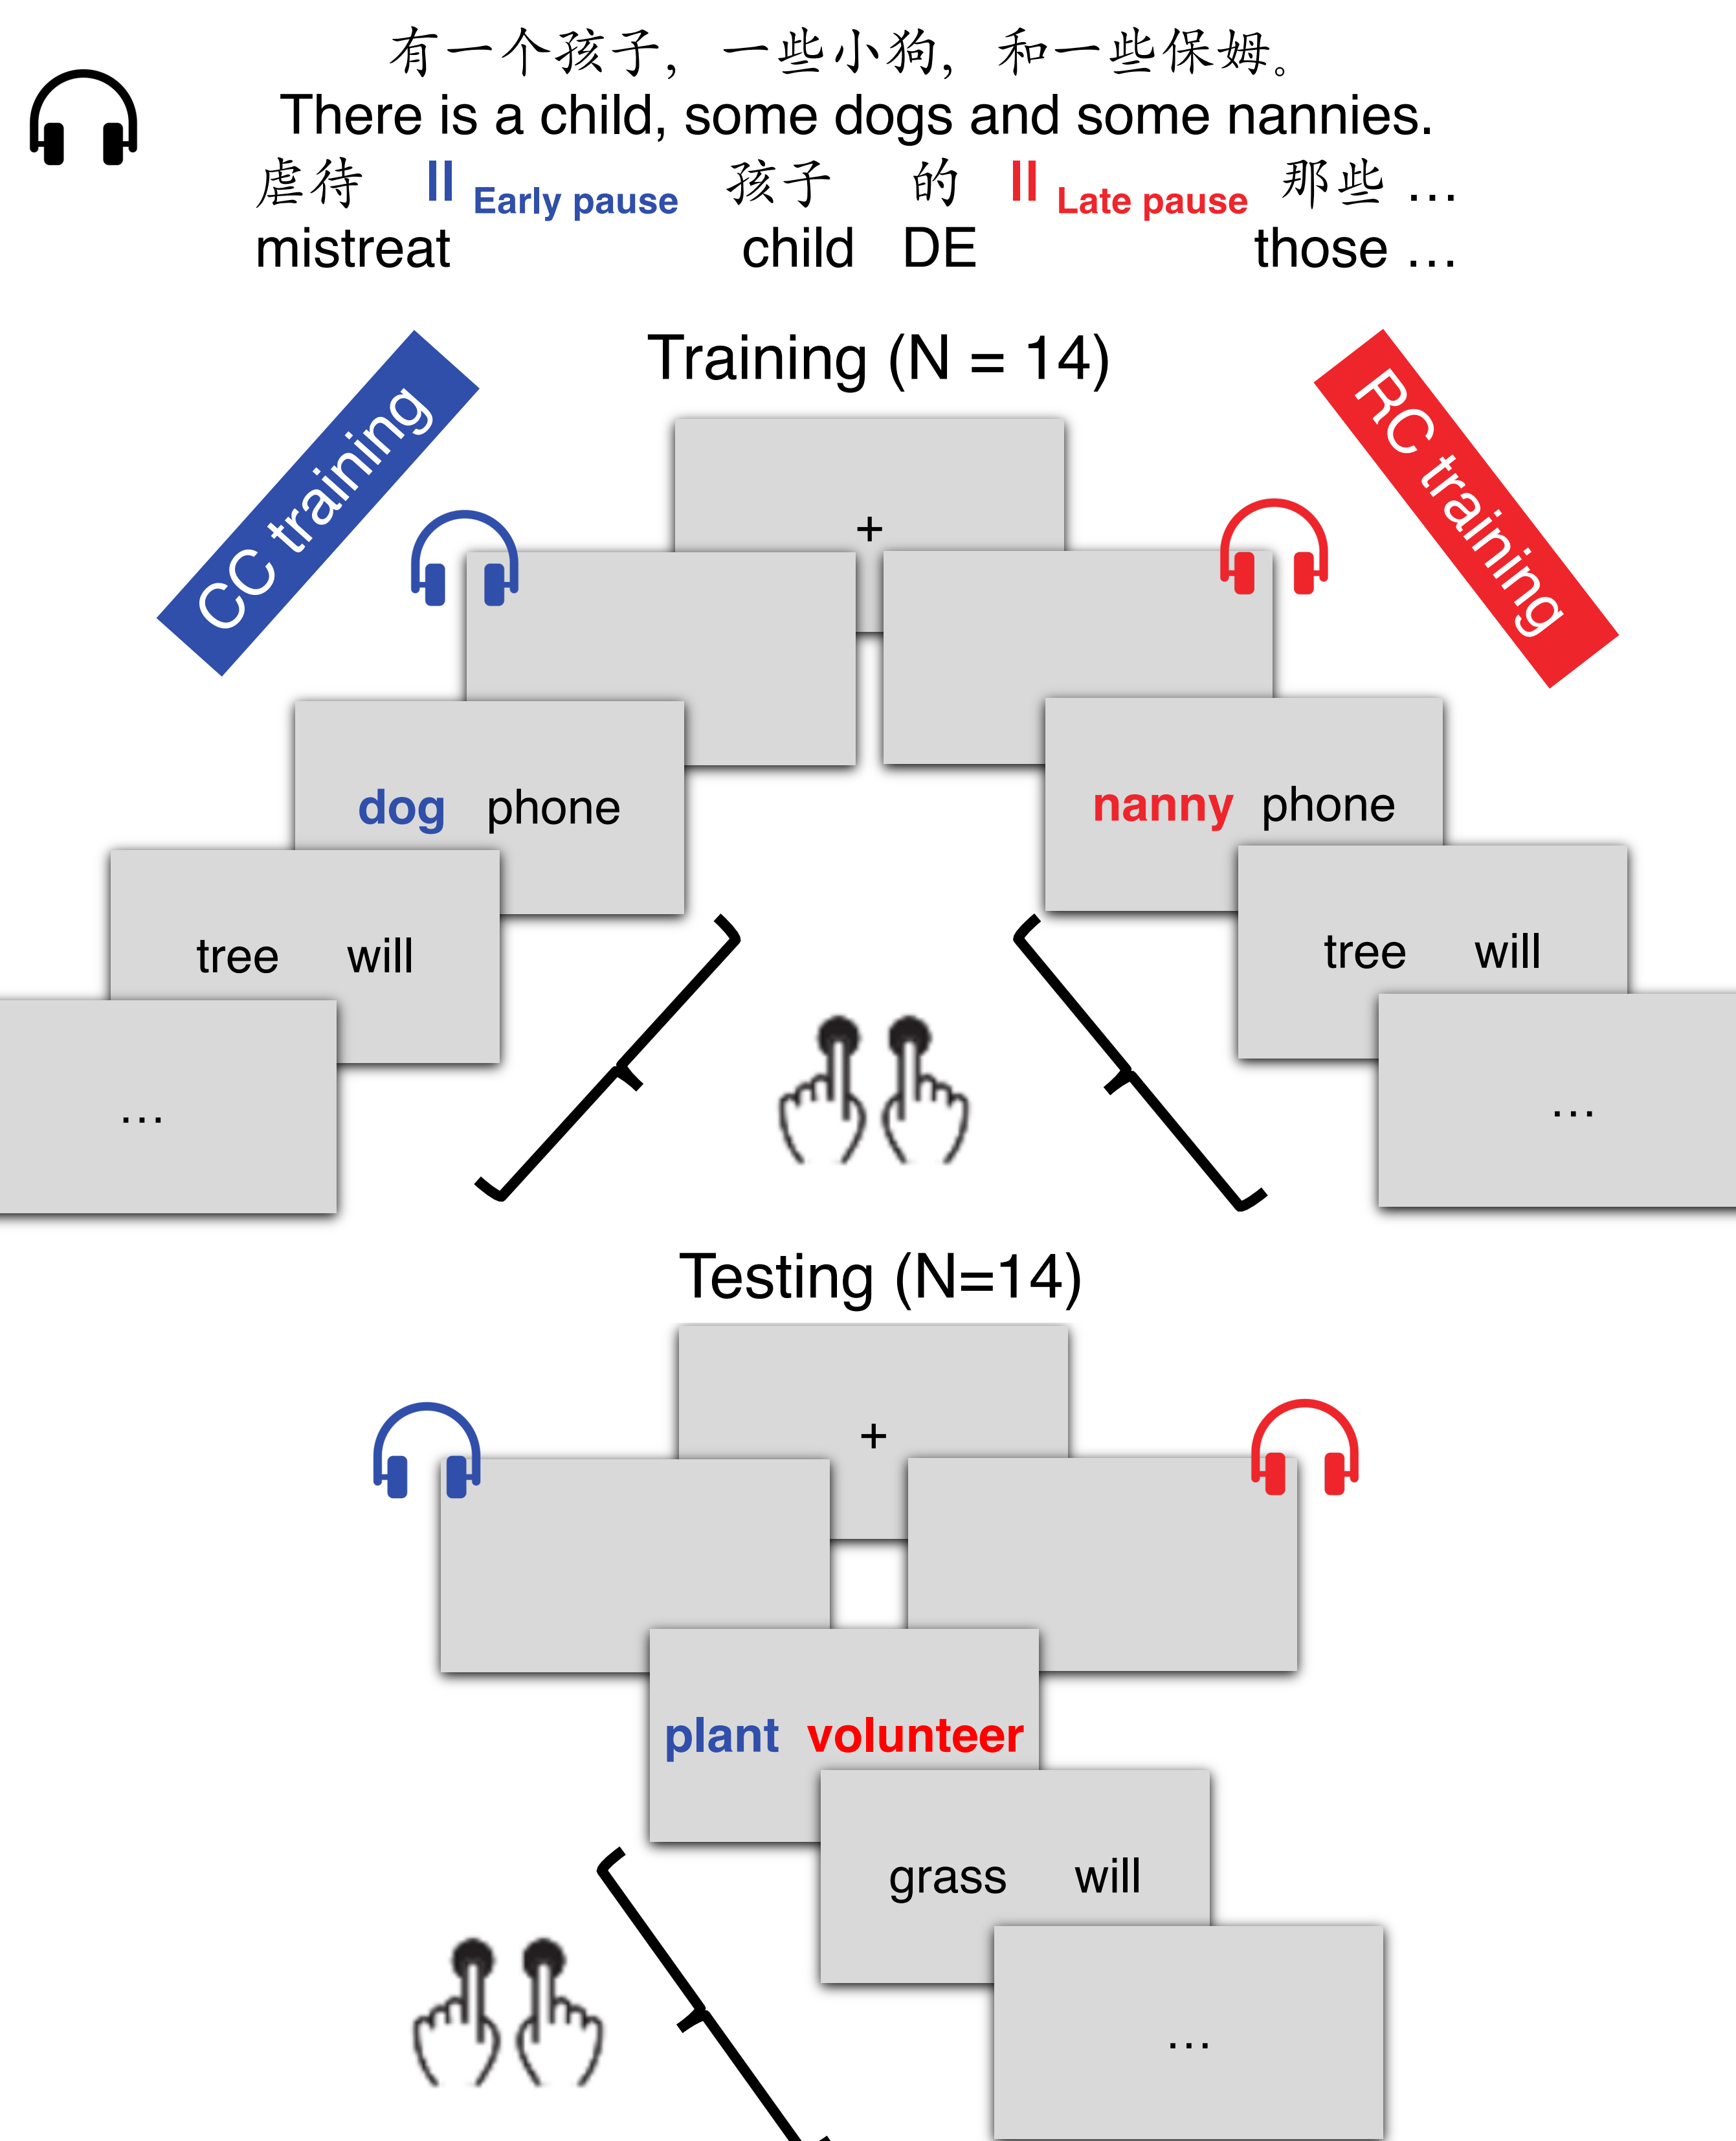 有一个孩子，一些小狗，和一些保姆。
There is a child, some dogs and some nannies.
虐待 || Early pause 孩子 的 || Late pause 那些 …
mistreat child DE those …
Training (N = 14)
CC training
RC training
+
dog phone
nanny phone
tree will
tree will
…
…
Testing (N=14)
+
plant volunteer
grass will
…